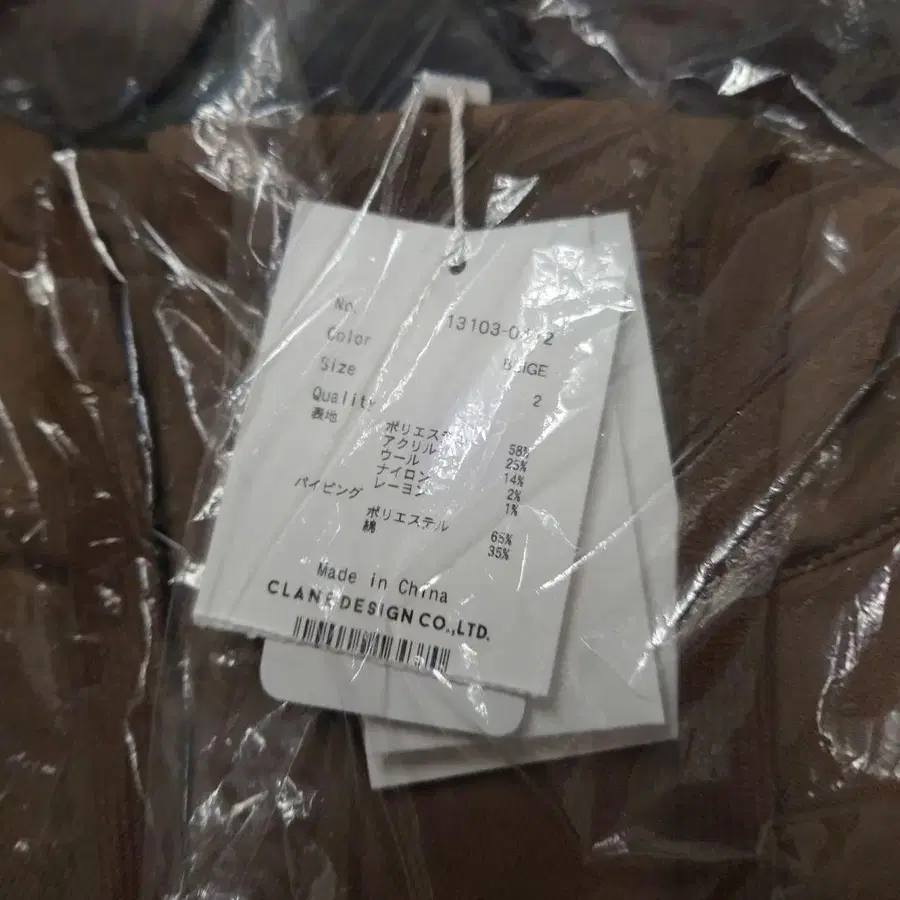 No. 13103-0
Color BEIGE
Size 2
Quality
表地
ポリエステル 58%
アクリル 25%
ウール 14%
ナイロン 2%
レーヨン 1%
パイピング
ポリエステル 65%
綿 35%
Made in China
CLANE DESIGN CO.,LTD.